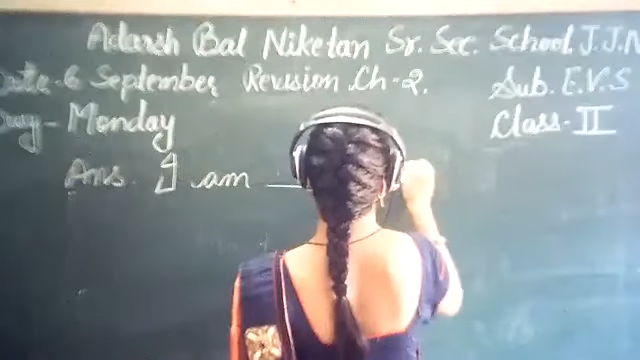 Adarsh Bal Niketan Sr. Sec. School. J.J.N
Date-6 September Revision Ch-2. Sub. E.V.S
Day- Monday Class-II
Ans. I am __